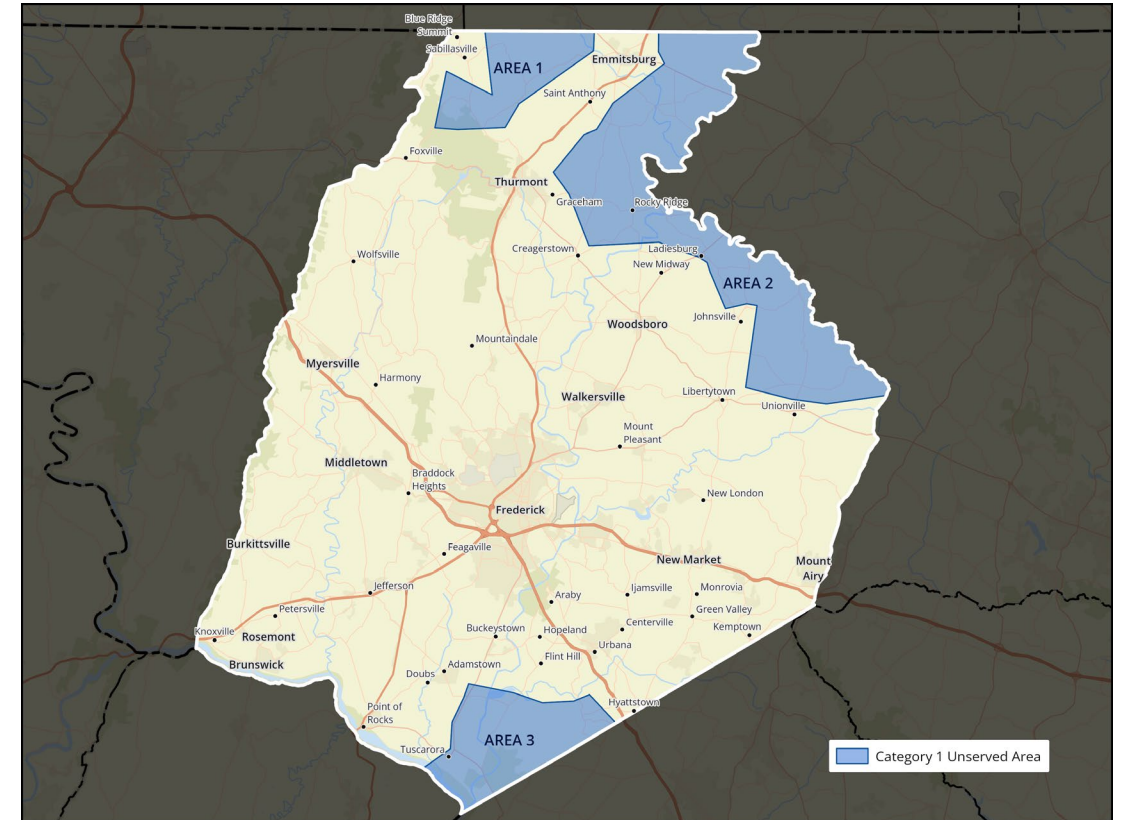 Blue Ridge
Summit
Sabillasville
Emmitsburg
AREA 1
Saint Anthony
Foxville
Thurmont
Graceham
Rocky Ridge
Creagerstown
Ladiesburg
Wolfsville
New Midway
AREA 2
Johnsville
Woodsboro
Mountaindale
Myersville
Harmony
Libertytown
Walkersville
Unionville
Mount
Pleasant
Middletown
Braddock
Heights
New London
Frederick
Burkittsville
Feagaville
New Market
Mount
Airy
Jefferson
Ijamsville
Monrovia
Araby
Petersville
Green Valley
Knoxville
Rosemont
Buckeystown
Hopeland
Centerville
Kemptown
Urbana
Flint Hill
Brunswick
Adamstown
Doubs
Hyattstown
Point of
Rocks
AREA 3
Tuscarora
Category 1 Unserved Area